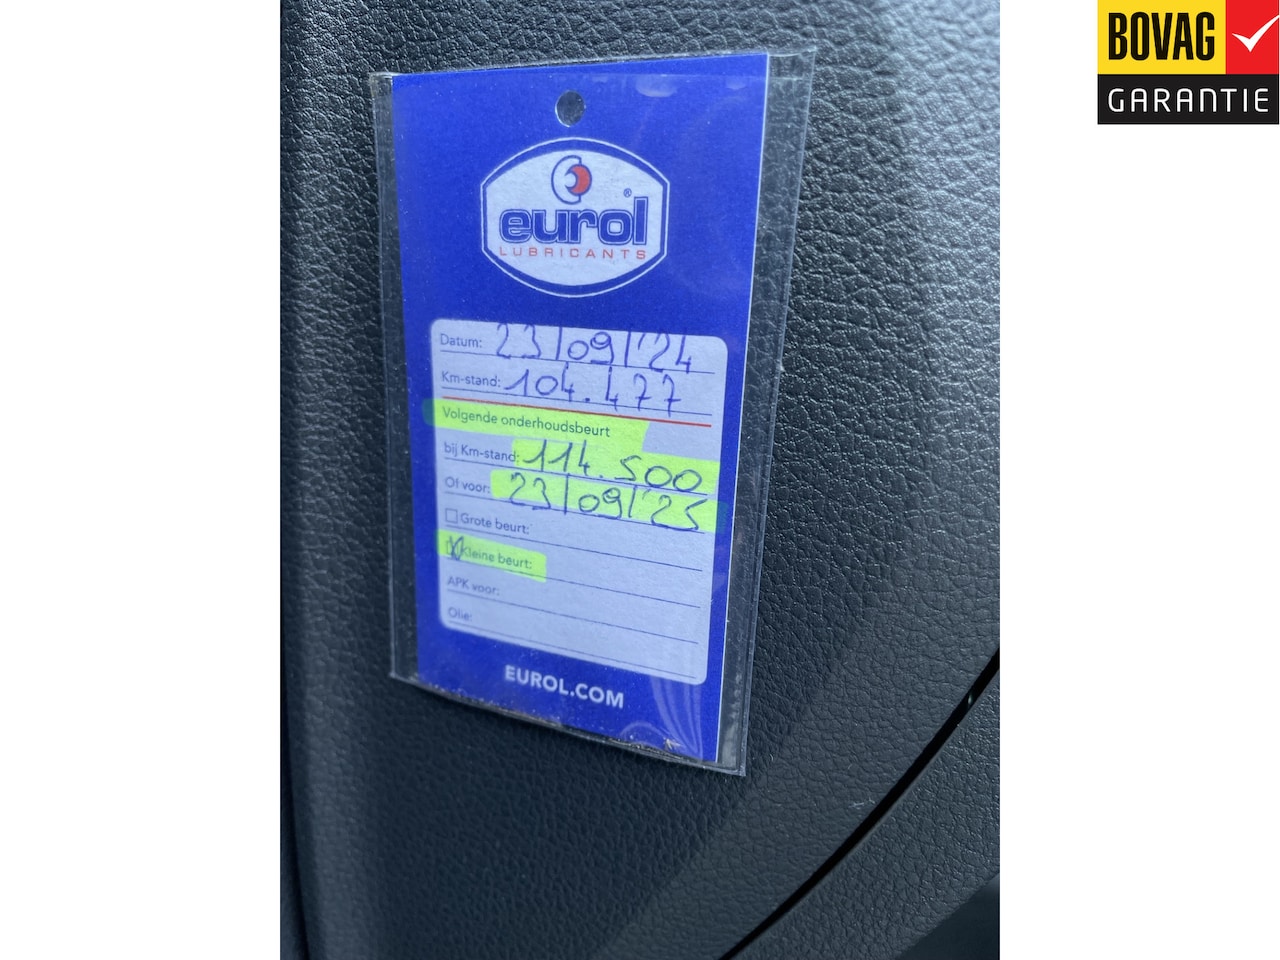 BOVAG
GARANTIE
eurol®
LUBRICANTS
Datum: 23/09/'24
Km-stand: 104.477
Volgende onderhoudsbeurt
bij Km-stand: 114.500
Of voor: 23/09/'25
Grote beurt:
Kleine beurt:
APK voor:
Olie:
EUROL.COM